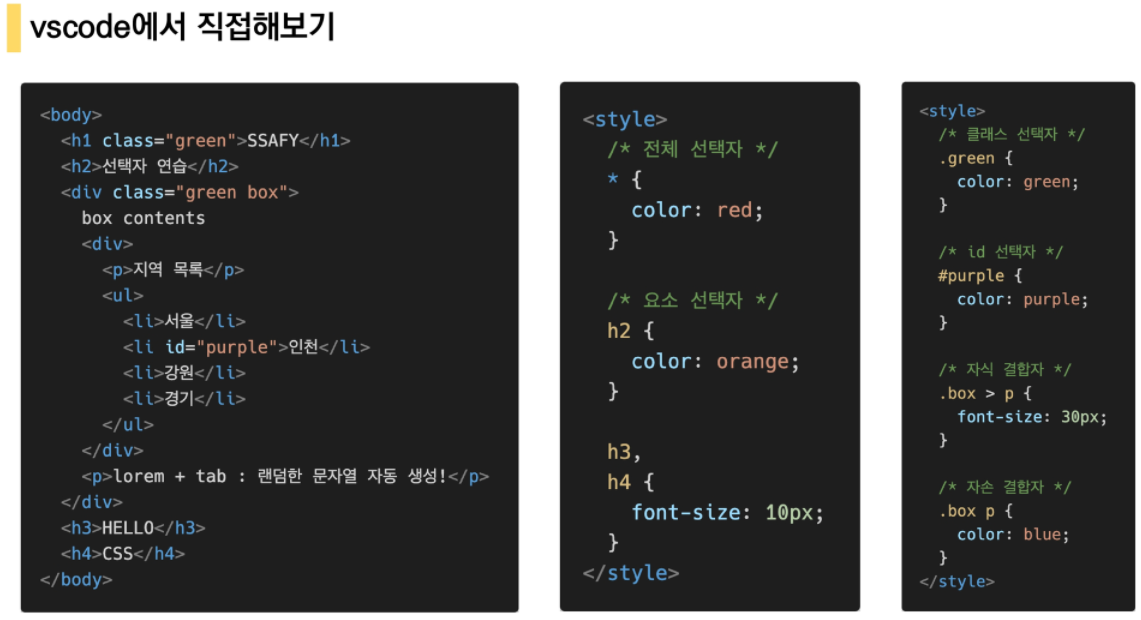 vscode에서 직접해보기
<body>
<h1 class="green">SSAFY</h1>
<h2>선택자 연습</h2>
<div class="green box">
box contents
<div>
<p>지역 목록</p>
<ul>
<li>서울</li>
<li id="purple">인천</li>
<li>강원</li>
<li>경기</li>
</ul>
</div>
<p>lorem + tab : 랜덤한 문자열 자동 생성!</p>
</div>
<h3>HELLO</h3>
<h4>CSS</h4>
</body>
<style>
/* 전체 선택자 */
* {
color: red;
}
/* 요소 선택자 */
h2 {
color: orange;
}
h3,
h4 {
font-size: 10px;
}
</style>
<style>
/* 클래스 선택자 */
.green {
color: green;
}
/* id 선택자 */
#purple {
color: purple;
}
/* 자식 결합자 */
.box > p {
font-size: 30px;
}
/* 자손 결합자 */
.box p {
color: blue;
}
</style>